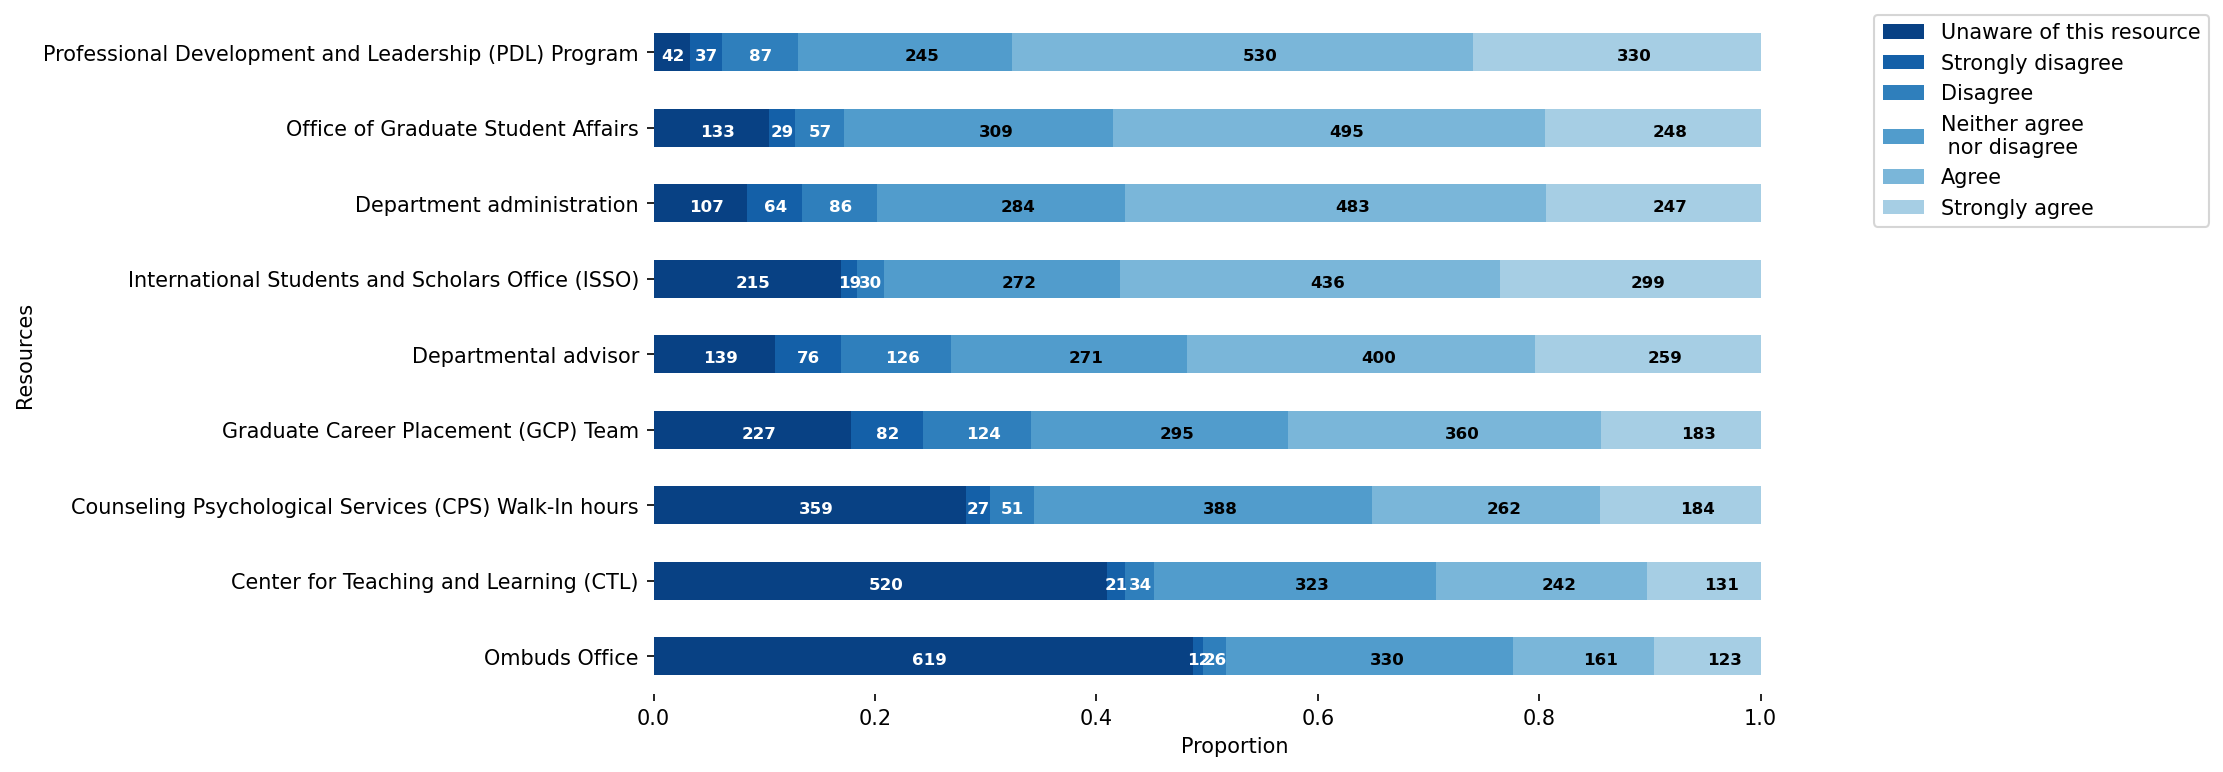 Professional Development and Leadership (PDL) Program
42 37 87 245 530 330
Office of Graduate Student Affairs
133 29 57 309 495 248
Department administration
107 64 86 284 483 247
International Students and Scholars Office (ISSO)
215 19 30 272 436 299
Departmental advisor
139 76 126 271 400 259
Graduate Career Placement (GCP) Team
227 82 124 295 360 183
Counseling Psychological Services (CPS) Walk-In hours
359 27 51 388 262 184
Center for Teaching and Learning (CTL)
520 21 34 323 242 131
Ombuds Office
619 12 26 330 161 123
Resources
0.0 0.2 0.4 0.6 0.8 1.0
Proportion
Unaware of this resource
Strongly disagree
Disagree
Neither agree
nor disagree
Agree
Strongly agree